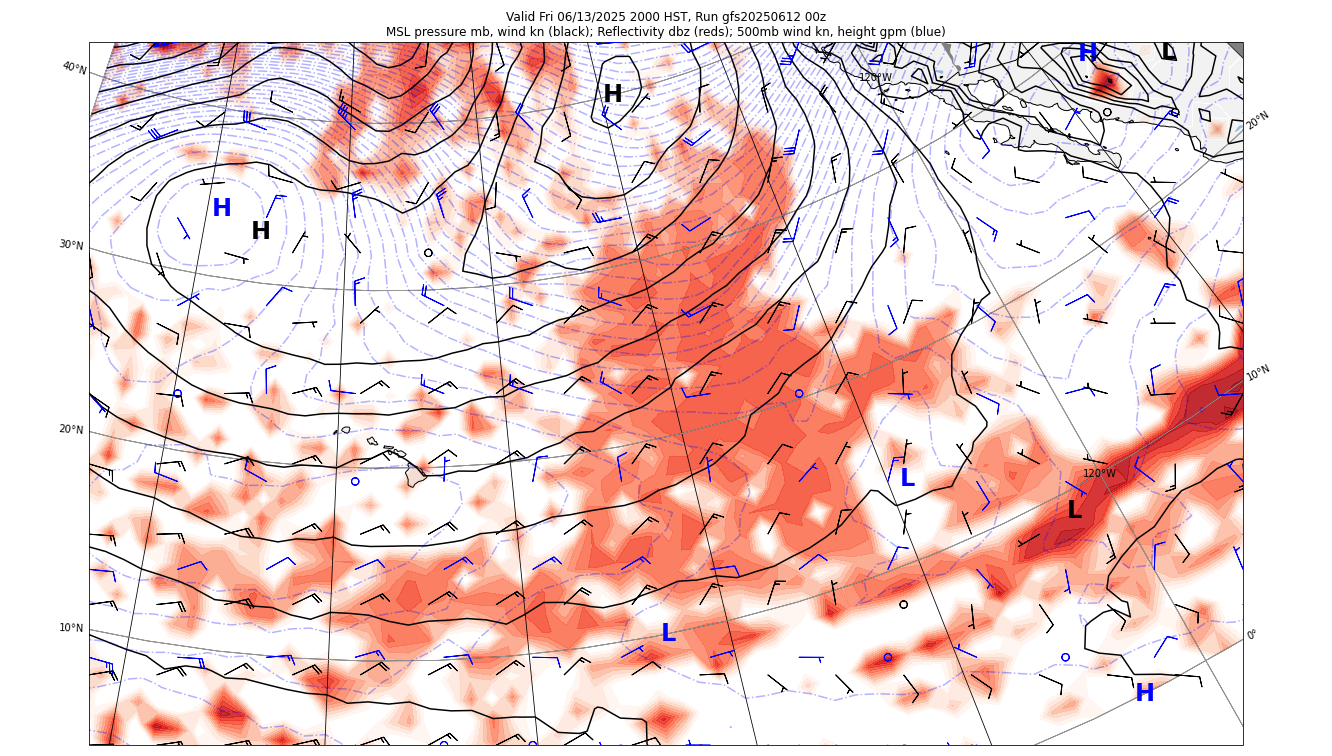 Valid Fri 06/13/2025 2000 HST, Run gfs20250612 00z
MSL pressure mb, wind kn (black); Reflectivity dbz (reds); 500mb wind kn, height gpm (blue)
H L
40°N
120°W
H
20°N
H
H
30°N
10°N
20°N
120°W
L
L
10°N
L
0°
H